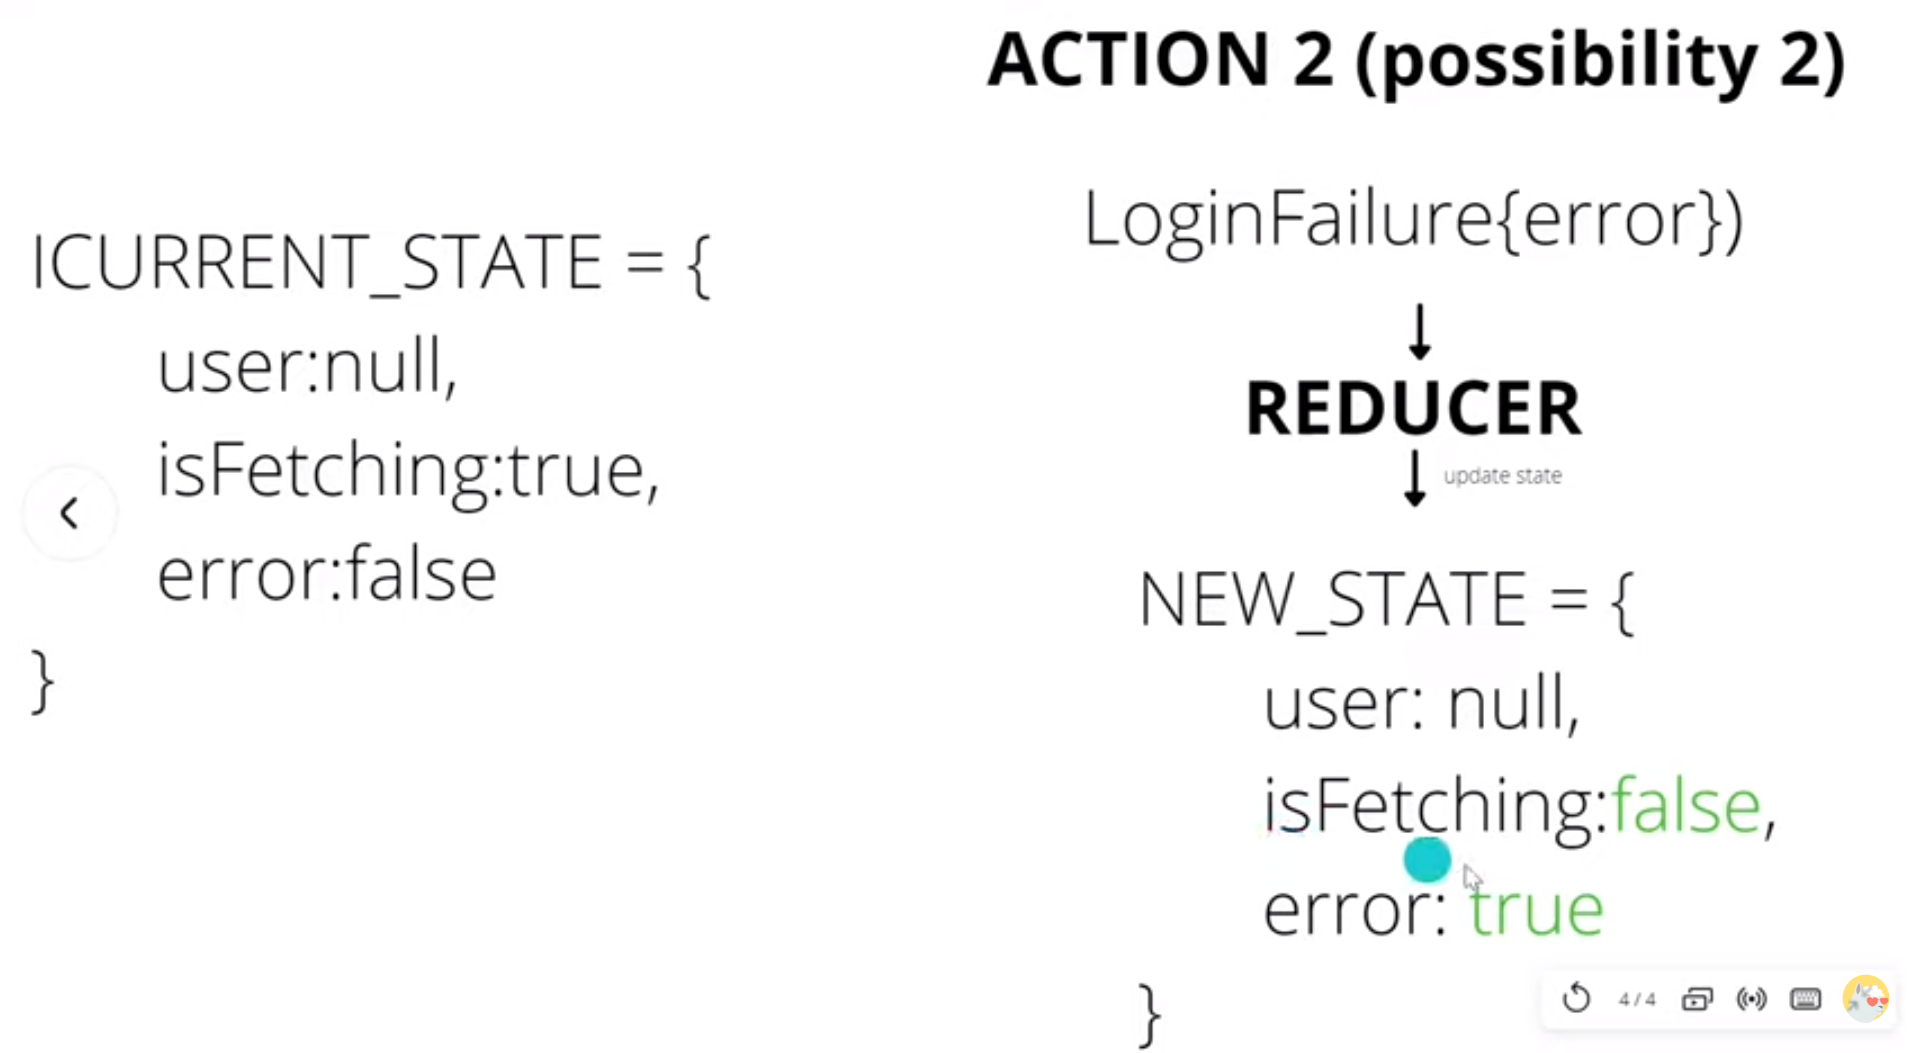 ACTION 2 (possibility 2)
ICURRENT_STATE = {
user:null,
isFetching:true,
error:false
}
LoginFailure{error})
REDUCER
update state
NEW_STATE = {
user: null,
isFetching:false,
error: true
}
4/4